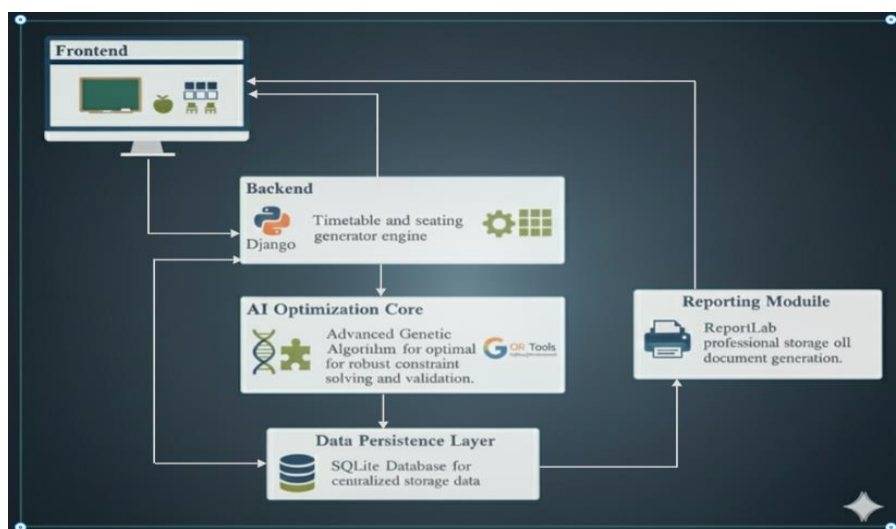 Frontend
Backend
Django
Timetable and seating
generator engine
AI Optimization Core
Advanced Genetic
Algorithm for optimal
for robust constraint
solving and validation.
OR Tools
Data Persistence Layer
SQLite Database for
centralized storage data
Reporting Moduile
ReportLab
professional storage oll
document generation.